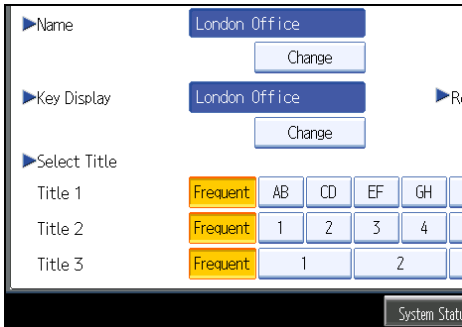 ▶Name London Office
Change
▶Key Display London Office ▶R
Change
▶Select Title
Title 1 Frequent AB CD EF GH
Title 2 Frequent 1 2 3 4
Title 3 Frequent 1 2
System Statu